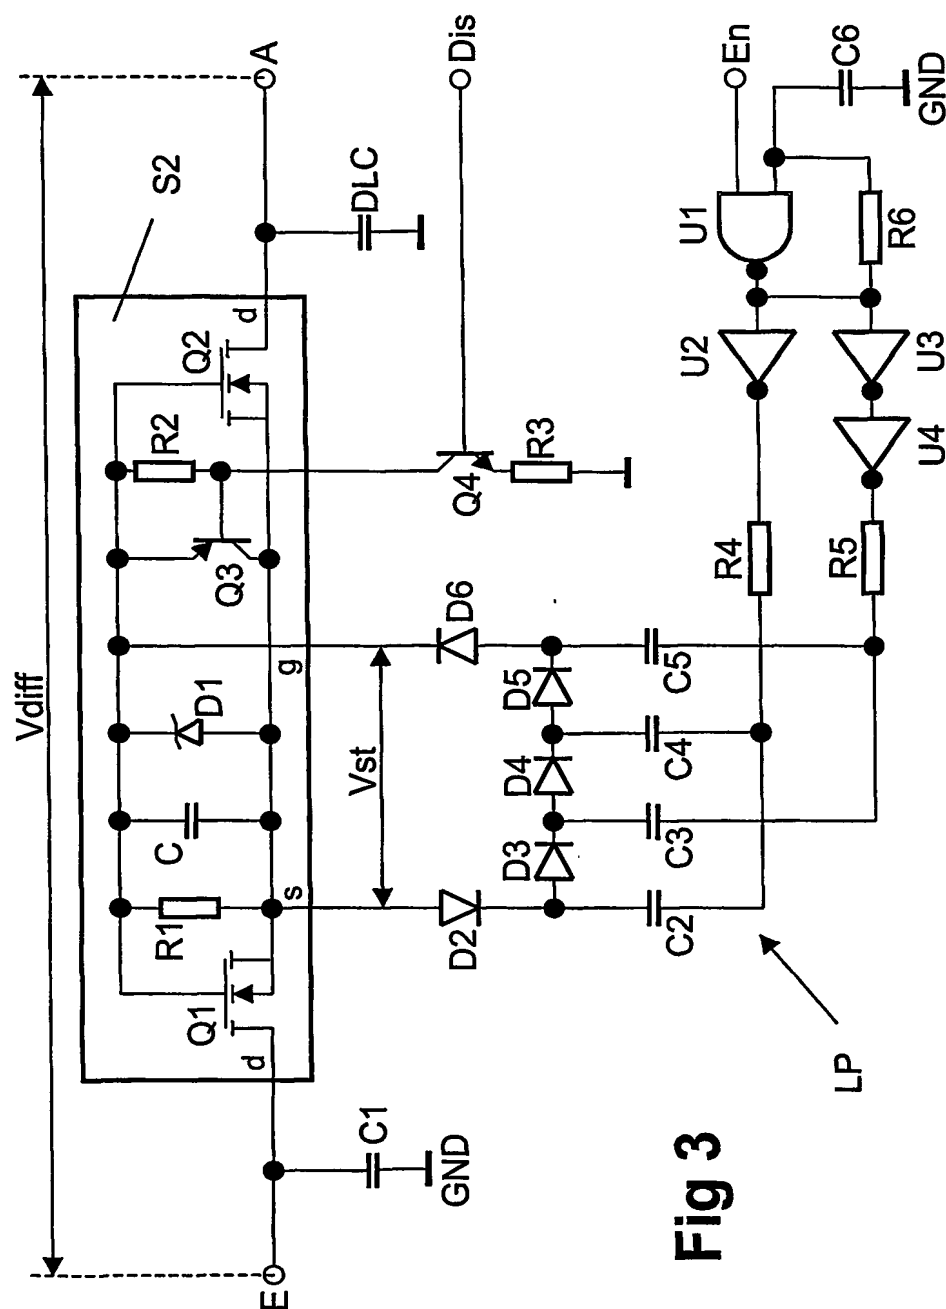 Vdiff
E
A
S2
d
Q1
R1
C
D1
Q3
R2
Q2
d
s
g
C1
GND
DLC
Vst
Dis
Q4
R3
D2
D6
D3
D4
D5
C2
C3
C4
C5
LP
R4
R5
U2
U3
U4
U1
R6
En
C6
GND
Fig 3